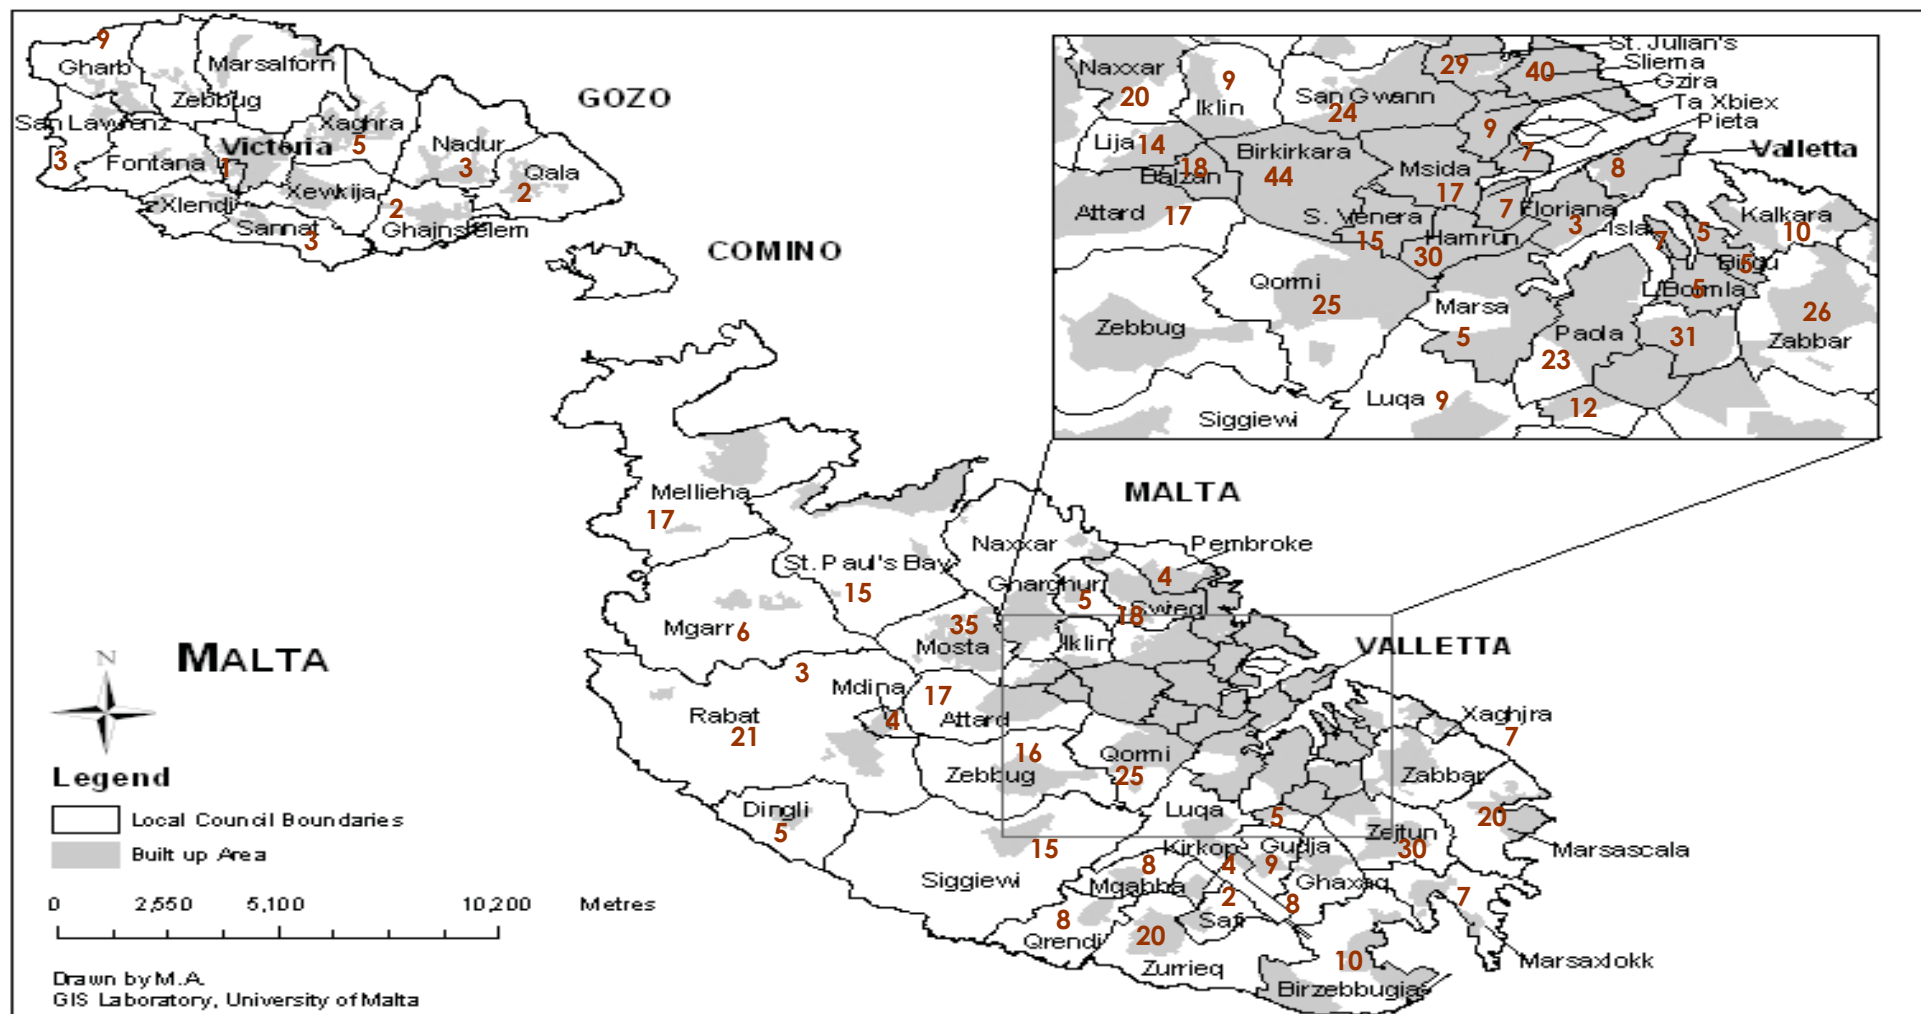 9
Gharb
Marsalforn
Zebbug
GOZO
San Lawrenz
Xaghra
5
Victoria
Nadur
3
3
Fontana
1
Qala
2
Xewkija
Xlendi
2
Sannat
3
Ghajnsielem
COMINO
St. Julian's
Sliema
Gzira
Ta Xbiex
Pieta
Valletta
Naxxar
20
9
Iklin
29
40
San Gwann
24
9
7
8
Lija 14
Birkirkara
44
Msida
17
18
Balzan
Attard 17
S. Venera
15
7
Floriana
3
Hamrun
30
Isla
7
5
Kalkara
10
Birgu
5
Bormla
5
Qormi
25
Marsa
5
Zebbug
Paola
23
31
26
Zabbar
Luqa 9
12
Siggiewi
MALTA
Mellieha
17
Naxxar
Pembroke
4
St. Paul's Bay
15
Gharghur
5
18
Swieqi
Mgarr 6
35
Mosta
Iklin
VALLETTA
MALTA
N
3
Mdina
4
17
Attard
Rabat
21
Xaghjra
7
16
Zebbug
Qormi
25
Zabbar
20
Marsascala
Legend
Local Council Boundaries
Built up Area
Dingli
5
Luqa
5
Zejtun
30
15
Siggiewi
Kirkop
4
Gudja
9
8
Mqabba
Ghaxaq
8
2
Safi
7
Marsaxlokk
8
Qrendi
20
Zurrieq
10
Birzebbugia
0 2,550 5,100 10,200 Metres
Drawn by M.A.
GIS Laboratory, University of Malta